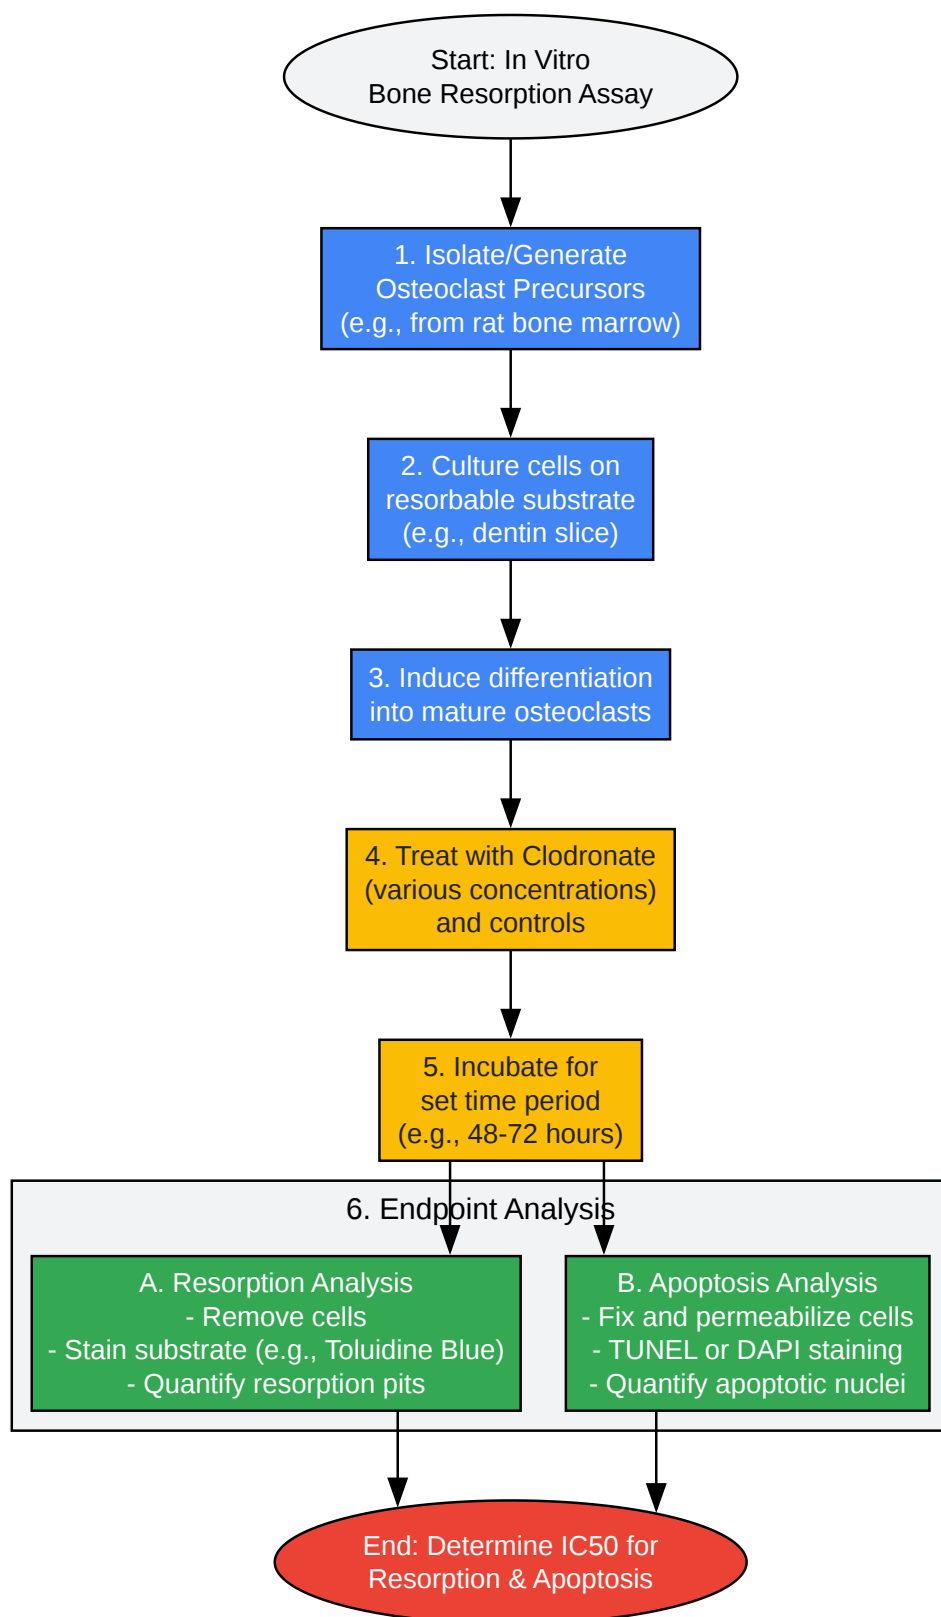 Start: In Vitro
Bone Resorption Assay
1. Isolate/Generate
Osteoclast Precursors
(e.g., from rat bone marrow)
2. Culture cells on
resorbable substrate
(e.g., dentin slice)
3. Induce differentiation
into mature osteoclasts
4. Treat with Clodronate
(various concentrations)
and controls
5. Incubate for
set time period
(e.g., 48-72 hours)
6. Endpoint Analysis
A. Resorption Analysis
- Remove cells
- Stain substrate (e.g., Toluidine Blue)
- Quantify resorption pits
B. Apoptosis Analysis
- Fix and permeabilize cells
- TUNEL or DAPI staining
- Quantify apoptotic nuclei
End: Determine IC50 for
Resorption & Apoptosis